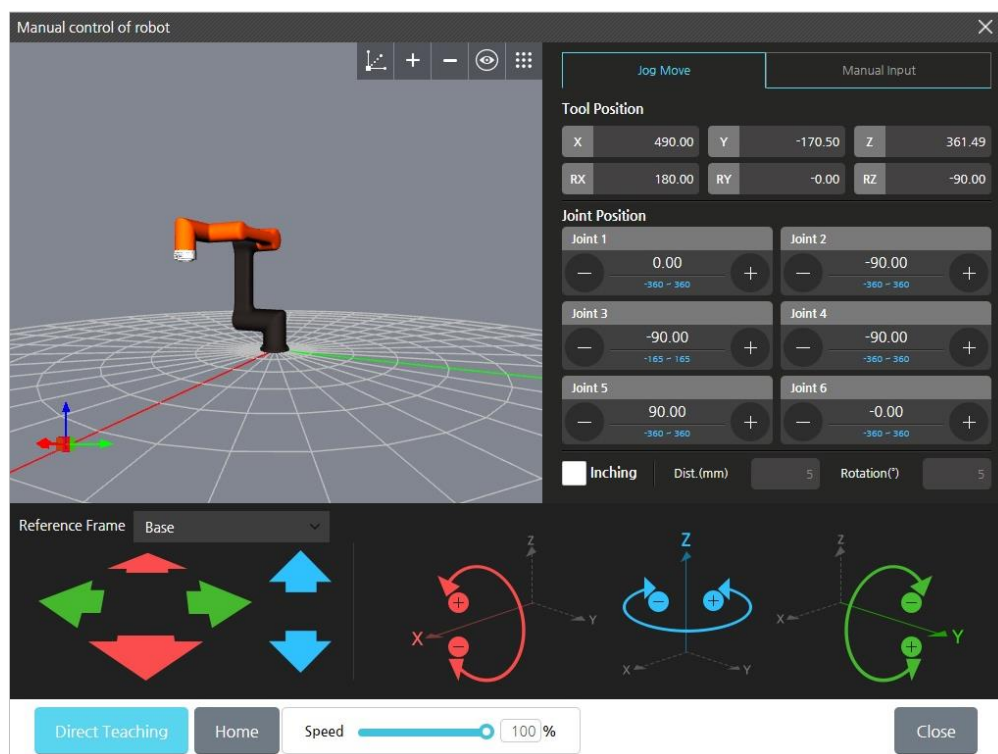 Manual control of robot
Jog Move
Manual Input
Tool Position
X 490.00 Y -170.50 Z 361.49
RX 180.00 RY -0.00 RZ -90.00
Joint Position
Joint 1
0.00
-360 ~ 360
Joint 2
-90.00
-360 ~ 360
Joint 3
-90.00
-165 ~ 165
Joint 4
-90.00
-360 ~ 360
Joint 5
90.00
-360 ~ 360
Joint 6
-0.00
-360 ~ 360
Inching Dist.(mm) 5 Rotation(°) 5
Reference Frame Base
Z
X
Y
Z
X
Y
Z
X
Y
Direct Teaching
Home
Speed 100 %
Close